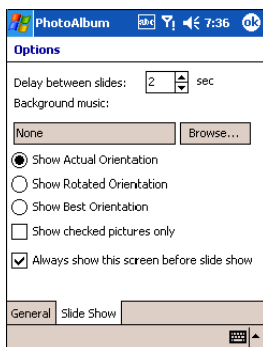 PhotoAlbum abc 7:36 ok
Options
Delay between slides: 2 sec
Background music:
None Browse...
Show Actual Orientation
Show Rotated Orientation
Show Best Orientation
Show checked pictures only
Always show this screen before slide show
General Slide Show